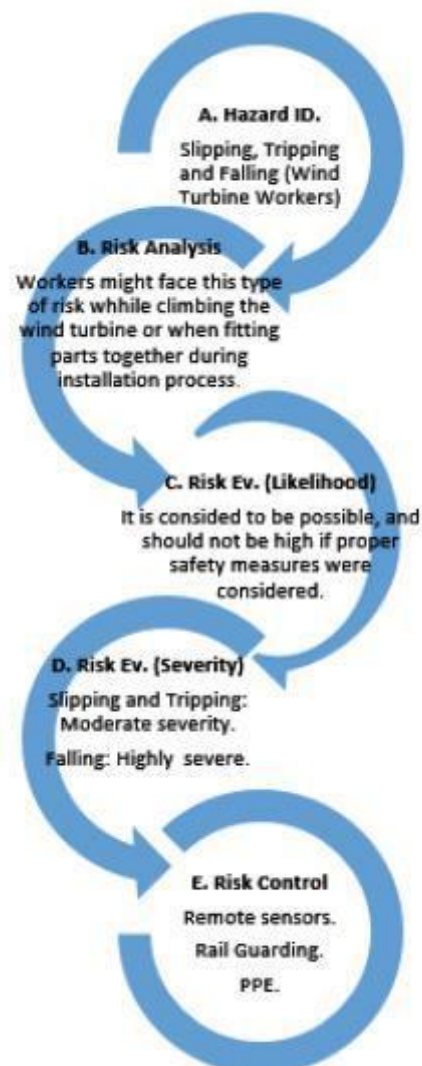 A. Hazard ID.
Slipping, Tripping
and Falling (Wind
Turbine Workers)
B. Risk Analysis
Workers might face this type
of risk whhile climbing the
wind turbine or when fitting
parts together during
installation process.
C. Risk Ev. (Likelihood)
It is consided to be possible, and
should not be high if proper
safety measures were
considered.
D. Risk Ev. (Severity)
Slipping and Tripping:
Moderate severity.
Falling: Highly severe.
E. Risk Control
Remote sensors.
Rail Guarding.
PPE.